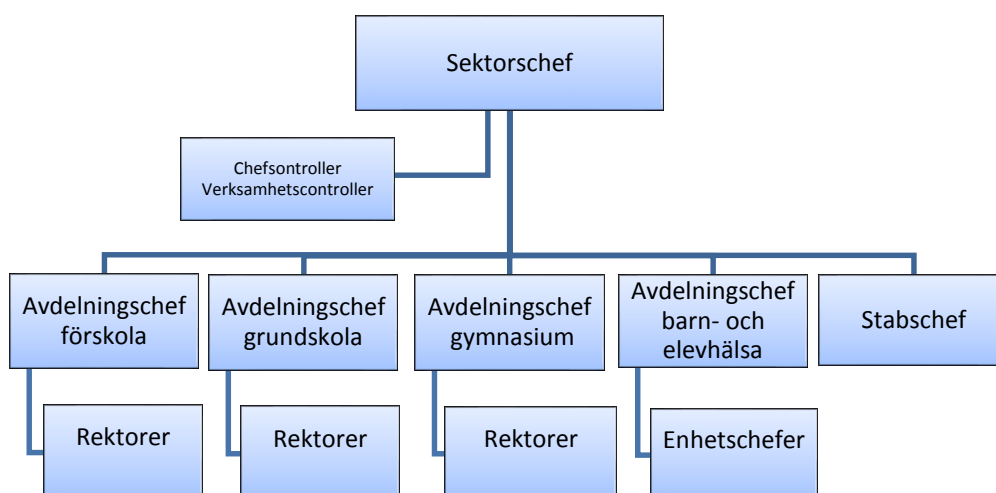 Sektorschef
Chefsontroller
Verksamhetscontroller
Avdelningschef
förskola
Avdelningschef
grundskola
Avdelningschef
gymnasium
Avdelningschef
barn- och
elevhälsa
Stabschef
Rektorer
Rektorer
Rektorer
Enhetschefer